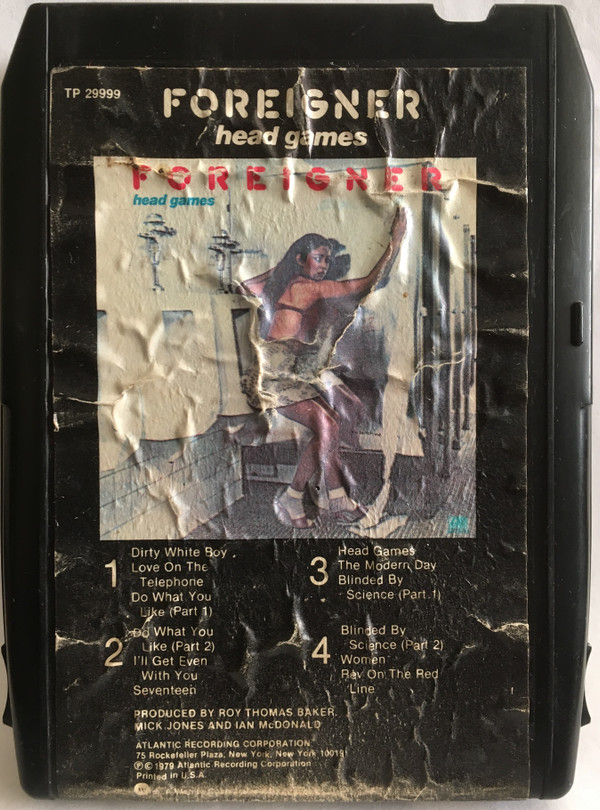 TP 29999
FOREIGNER
head games
FOREIGNER
head games
1
Dirty White Boy
Love On The
Telephone
Do What You
Like (Part 1)
2
Do What You
Like (Part 2)
I'll Get Even
With You
Seventeen
3
Head Games
The Modern Day
Blinded By
Science (Part 1)
4
Blinded By
Science (Part 2)
Women
Rev On The Red
Line
PRODUCED BY ROY THOMAS BAKER,
MICK JONES AND IAN McDONALD
ATLANTIC RECORDING CORPORATION
75 Rockefeller Plaza, New York, New York 10019
℗© 1979 Atlantic Recording Corporation
Printed in U.S.A.